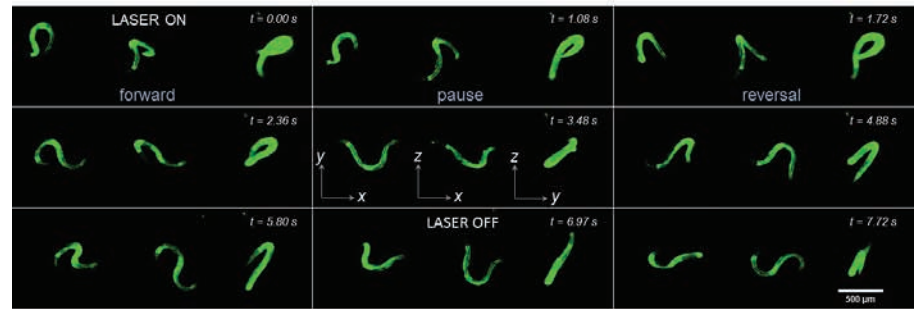 LASER ON
t = 0.00 s
forward
t = 1.08 s
pause
t = 1.72 s
reversal
t = 2.36 s
t = 3.48 s
y
x
z
x
z
y
t = 4.88 s
t = 5.80 s
LASER OFF
t = 6.97 s
t = 7.72 s
500 μm